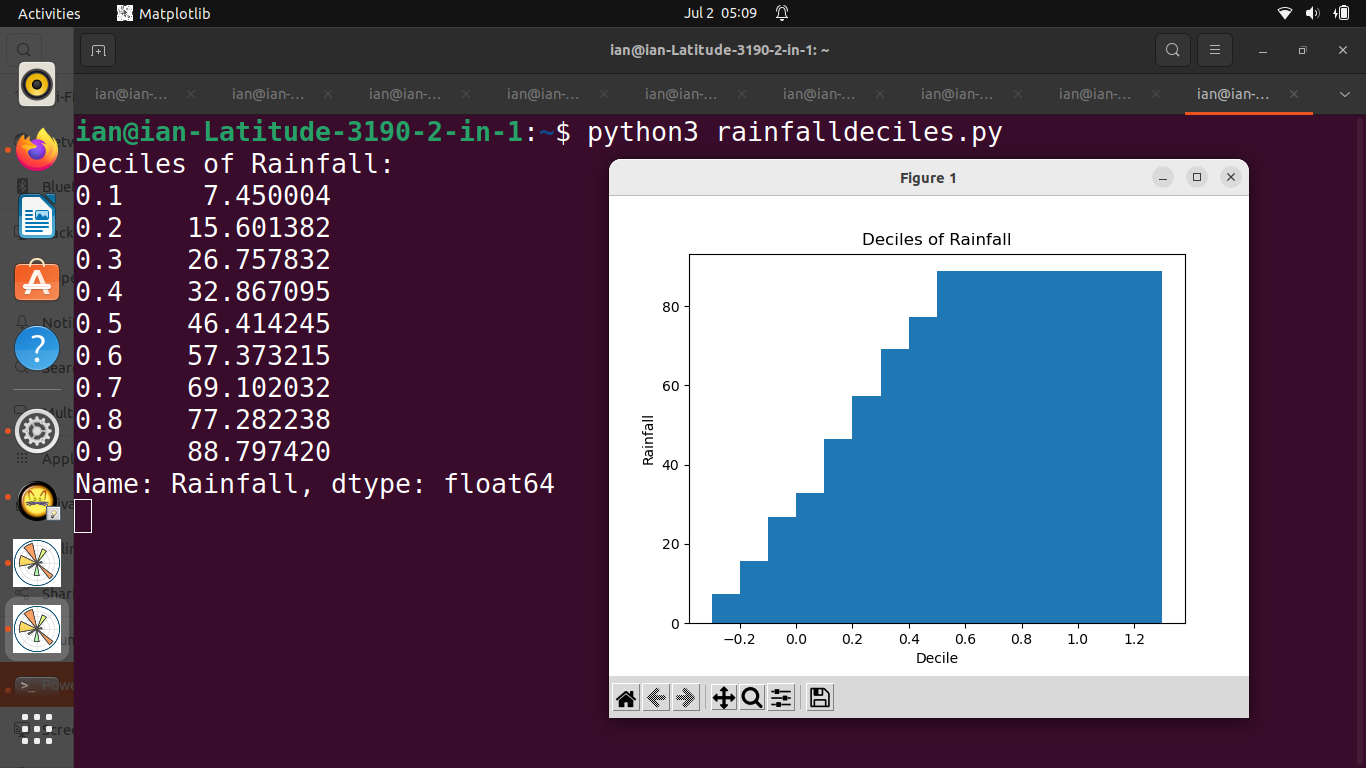 Activities
Matplotlib
Jul 2 05:09
ian@ian-Latitude-3190-2-in-1: ~
ian@ian-...
ian@ian-...
ian@ian-...
ian@ian-...
ian@ian-...
ian@ian-...
ian@ian-...
ian@ian-...
ian@ian-...
ian@ian-Latitude-3190-2-in-1:~$ python3 rainfalldeciles.py
Deciles of Rainfall:
0.1 7.450004
0.2 15.601382
0.3 26.757832
0.4 32.867095
0.5 46.414245
0.6 57.373215
0.7 69.102032
0.8 77.282238
0.9 88.797420
Name: Rainfall, dtype: float64
Figure 1
Deciles of Rainfall
80
60
40
20
0
Rainfall
−0.2 0.0 0.2 0.4 0.6 0.8 1.0 1.2
Decile